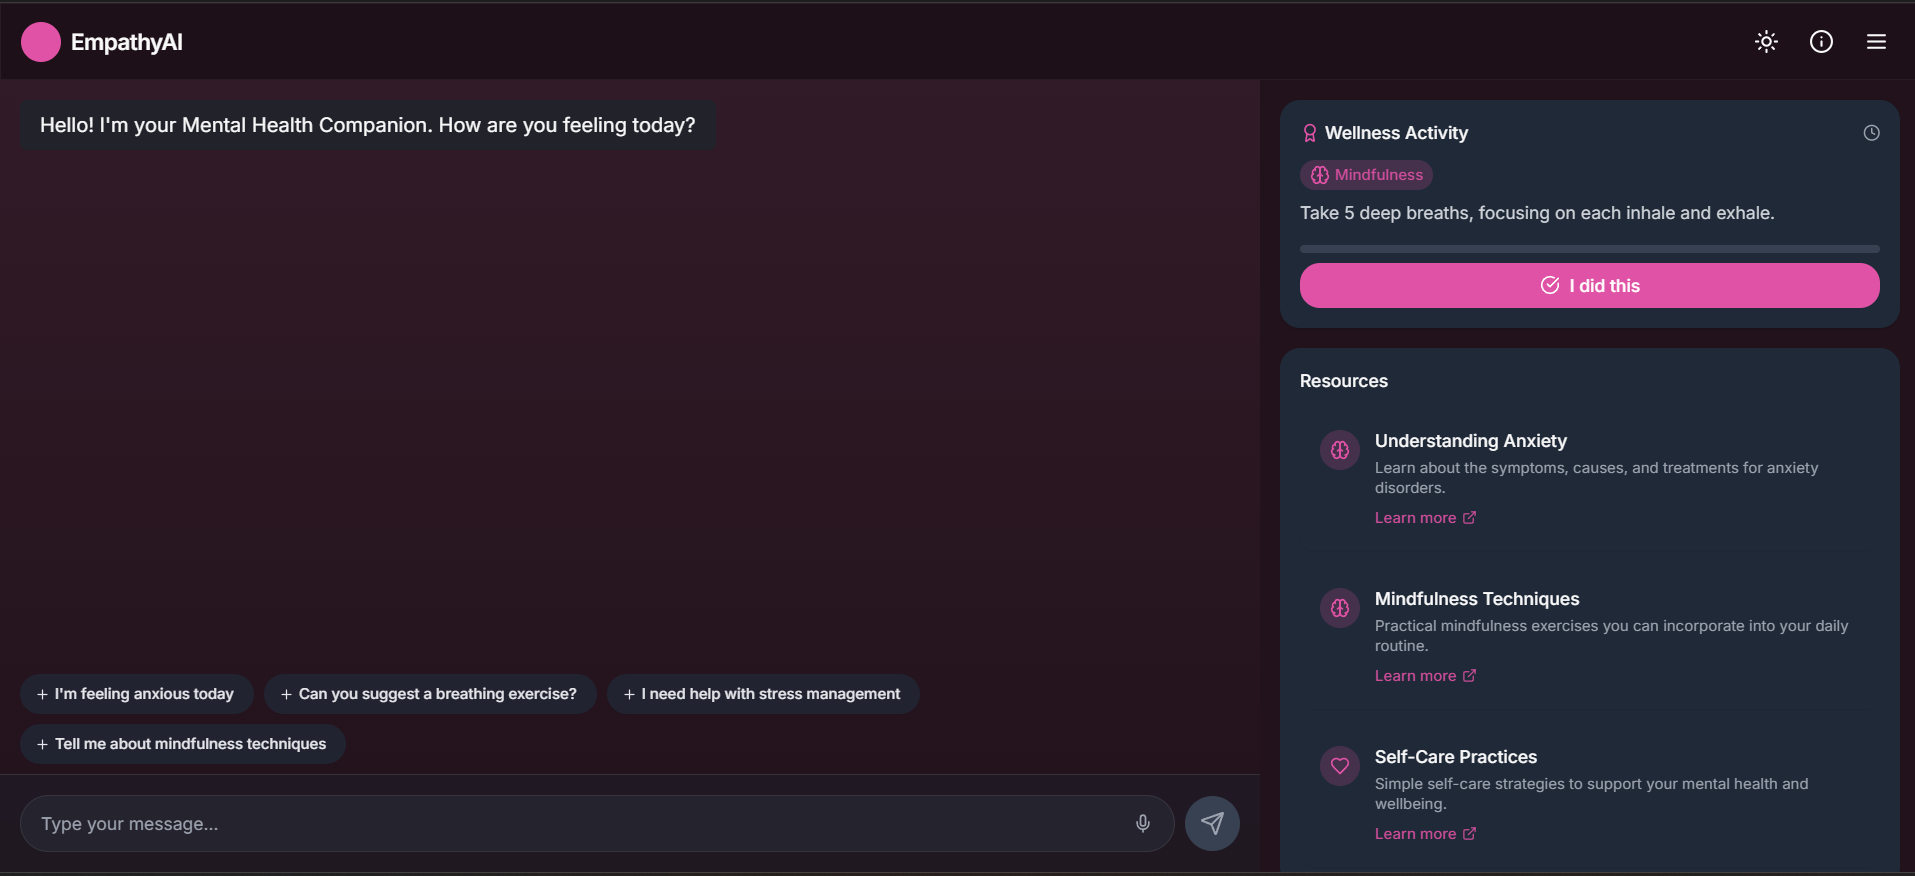 EmpathyAI
Hello! I'm your Mental Health Companion. How are you feeling today?
I'm feeling anxious today
Can you suggest a breathing exercise?
I need help with stress management
Tell me about mindfulness techniques
Type your message...
Wellness Activity
Mindfulness
Take 5 deep breaths, focusing on each inhale and exhale.
I did this
Resources
Understanding Anxiety
Learn about the symptoms, causes, and treatments for anxiety
disorders.
Learn more
Mindfulness Techniques
Practical mindfulness exercises you can incorporate into your daily
routine.
Learn more
Self-Care Practices
Simple self-care strategies to support your mental health and
wellbeing.
Learn more